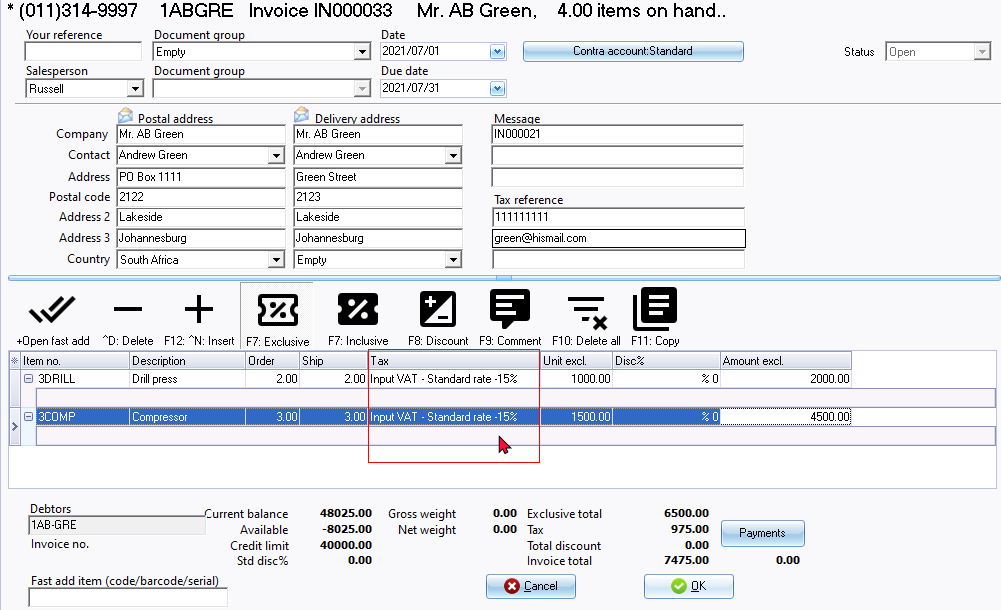 * (011)314-9997 1ABGRE Invoice IN000033 Mr. AB Green, 4.00 items on hand..
Your reference Document group Date
Empty 2021/07/01 Contra account:Standard Status Open
Salesperson Document group Due date
Russell 2021/07/31
Postal address Delivery address Message
Company Mr. AB Green Mr. AB Green IN000021
Contact Andrew Green Andrew Green
Address PO Box 1111 Green Street
Postal code 2122 2123 Tax reference
Address 2 Lakeside Lakeside 111111111
Address 3 Johannesburg Johannesburg green@hismail.com
Country South Africa Empty
+Open fast add ^D: Delete F12: ^N: Insert F7: Exclusive F7: Inclusive F8: Discount F9: Comment F10: Delete all F11: Copy
Item no. Description Order Ship Tax Unit excl. Disc% Amount excl.
3DRILL Drill press 2.00 2.00 Input VAT - Standard rate -15% 1000.00 % 0 2000.00
3COMP Compressor 3.00 3.00 Input VAT - Standard rate -15% 1500.00 % 0 4500.00
Debtors Current balance 48025.00 Gross weight 0.00 Exclusive total 6500.00
1AB-GRE Available -8025.00 Net weight 0.00 Tax 975.00 Payments
Invoice no. Credit limit 40000.00 Total discount 0.00
Std disc% 0.00 Invoice total 7475.00 0.00
Fast add item (code/barcode/serial) Cancel OK